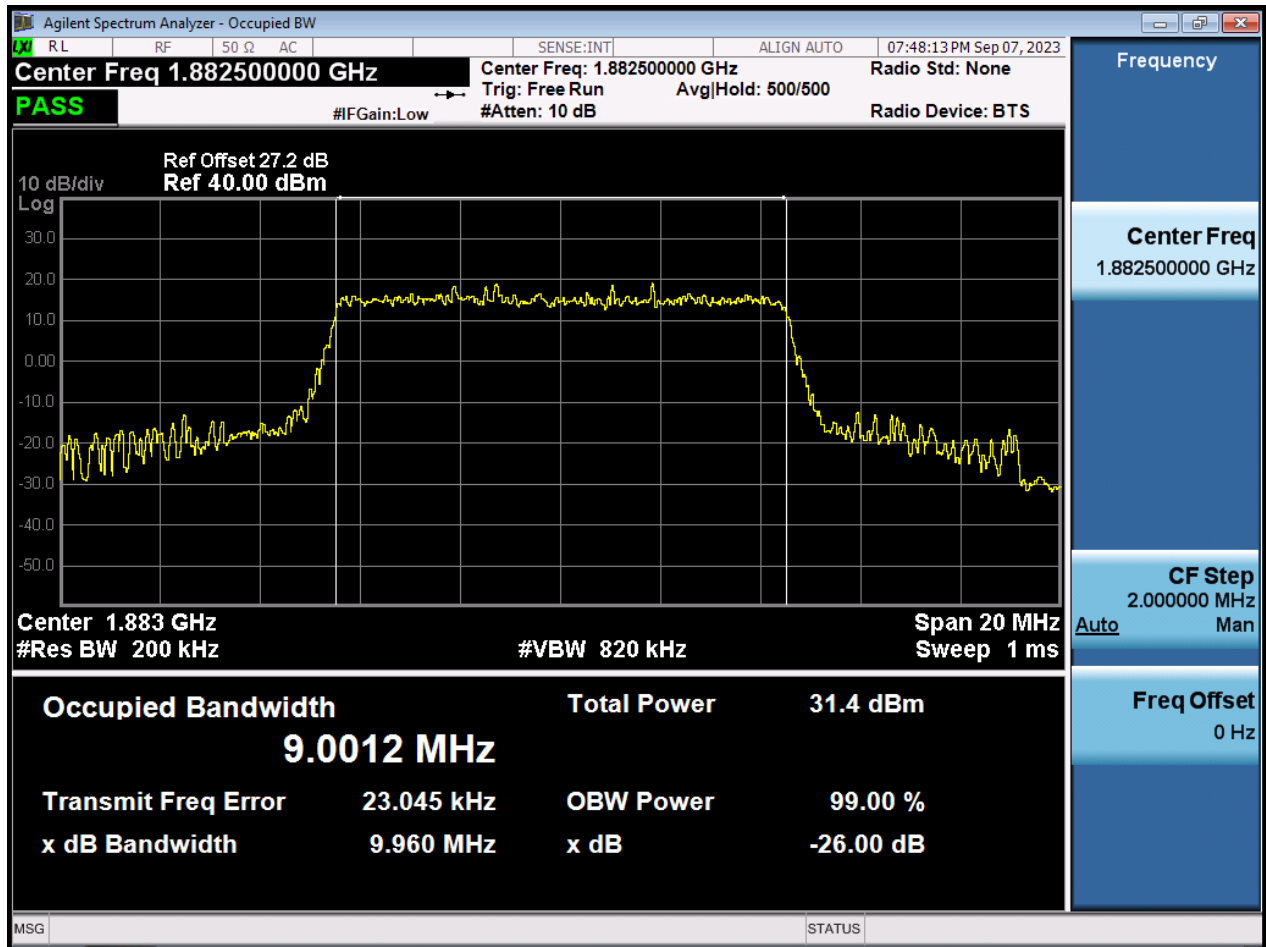 Agilent Spectrum Analyzer - Occupied BW
LXI RL RF 50 Ω AC SENSE:INT ALIGN AUTO 07:48:13 PM Sep 07, 2023
Center Freq 1.882500000 GHz
Center Freq: 1.882500000 GHz Radio Std: None
Trig: Free Run Avg|Hold: 500/500
PASS
#IFGain:Low #Atten: 10 dB Radio Device: BTS
Ref Offset 27.2 dB
10 dB/div Ref 40.00 dBm
Log
30.0
20.0
10.0
0.00
-10.0
-20.0
-30.0
-40.0
-50.0
Center 1.883 GHz Span 20 MHz
#Res BW 200 kHz #VBW 820 kHz Sweep 1 ms
Occupied Bandwidth Total Power 31.4 dBm
9.0012 MHz
Transmit Freq Error 23.045 kHz OBW Power 99.00 %
x dB Bandwidth 9.960 MHz x dB -26.00 dB
MSG STATUS
Frequency
Center Freq
1.882500000 GHz
CF Step
2.000000 MHz
Auto Man
Freq Offset
0 Hz